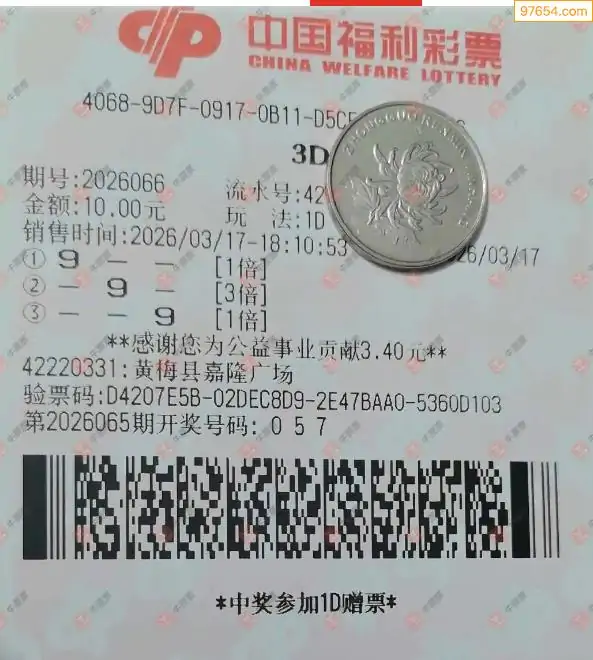 97654.com
中国福利彩票
CHINA WELFARE LOTTERY
4068-9D7F-0917-0B11-D5CE
3D
期号:2026066 流水号:42
金额:10.00元 玩 法:1D
销售时间:2026/03/17-18:10:53 26/03/17
① 9 - - [1倍]
② - 9 - [3倍]
③ - - 9 [1倍]
**感谢您为公益事业贡献3.40元**
42220331:黄梅县嘉隆广场
验票码:D4207E5B-02DEC8D9-2E47BAA0-5360D103
第2026065期开奖号码: 0 5 7
*中奖参加1D赠票*